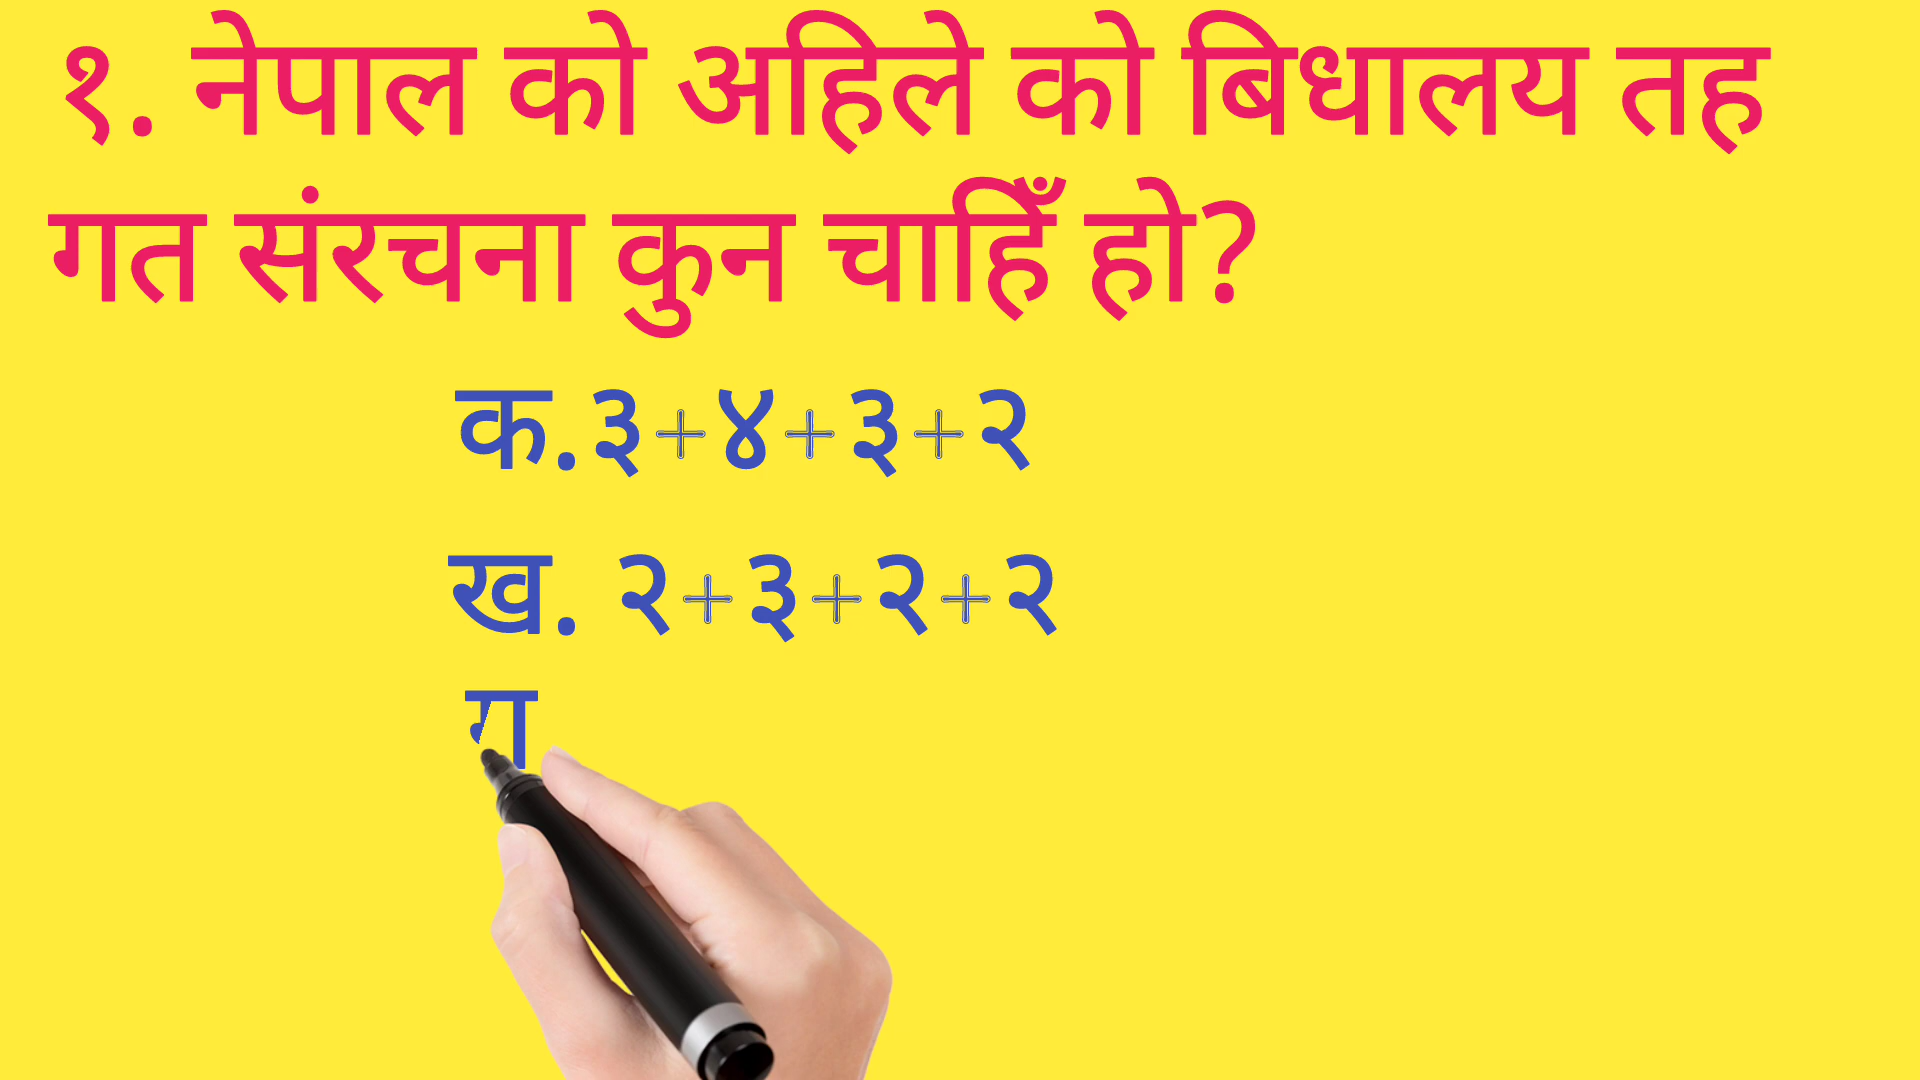 १. नेपाल को अहिले को बिधालय तह
गत संरचना कुन चाहिँ हो?
क.३+४+३+२
ख. २+३+२+२
ग